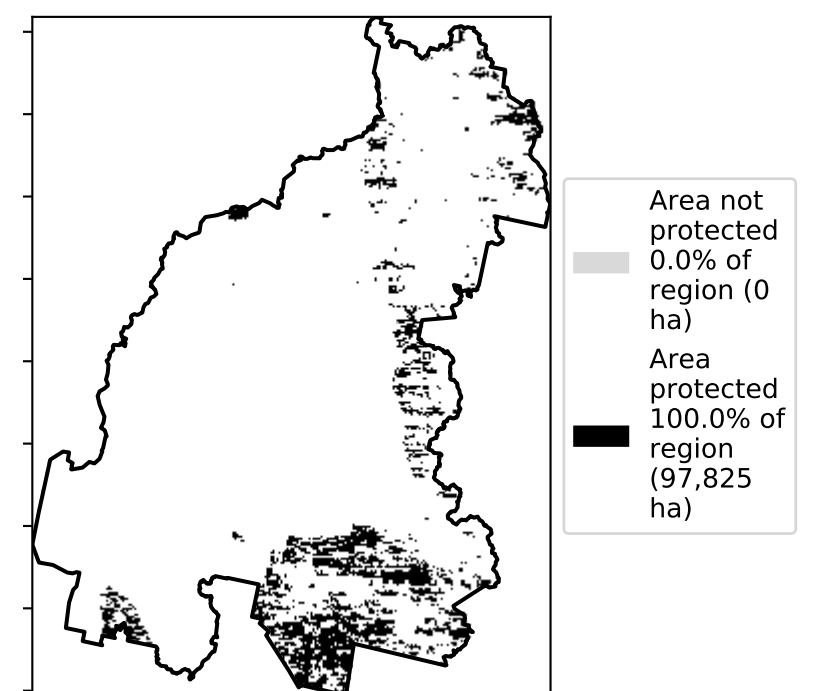 Area not
protected
0.0% of
region (0
ha)
Area
protected
100.0% of
region
(97,825
ha)